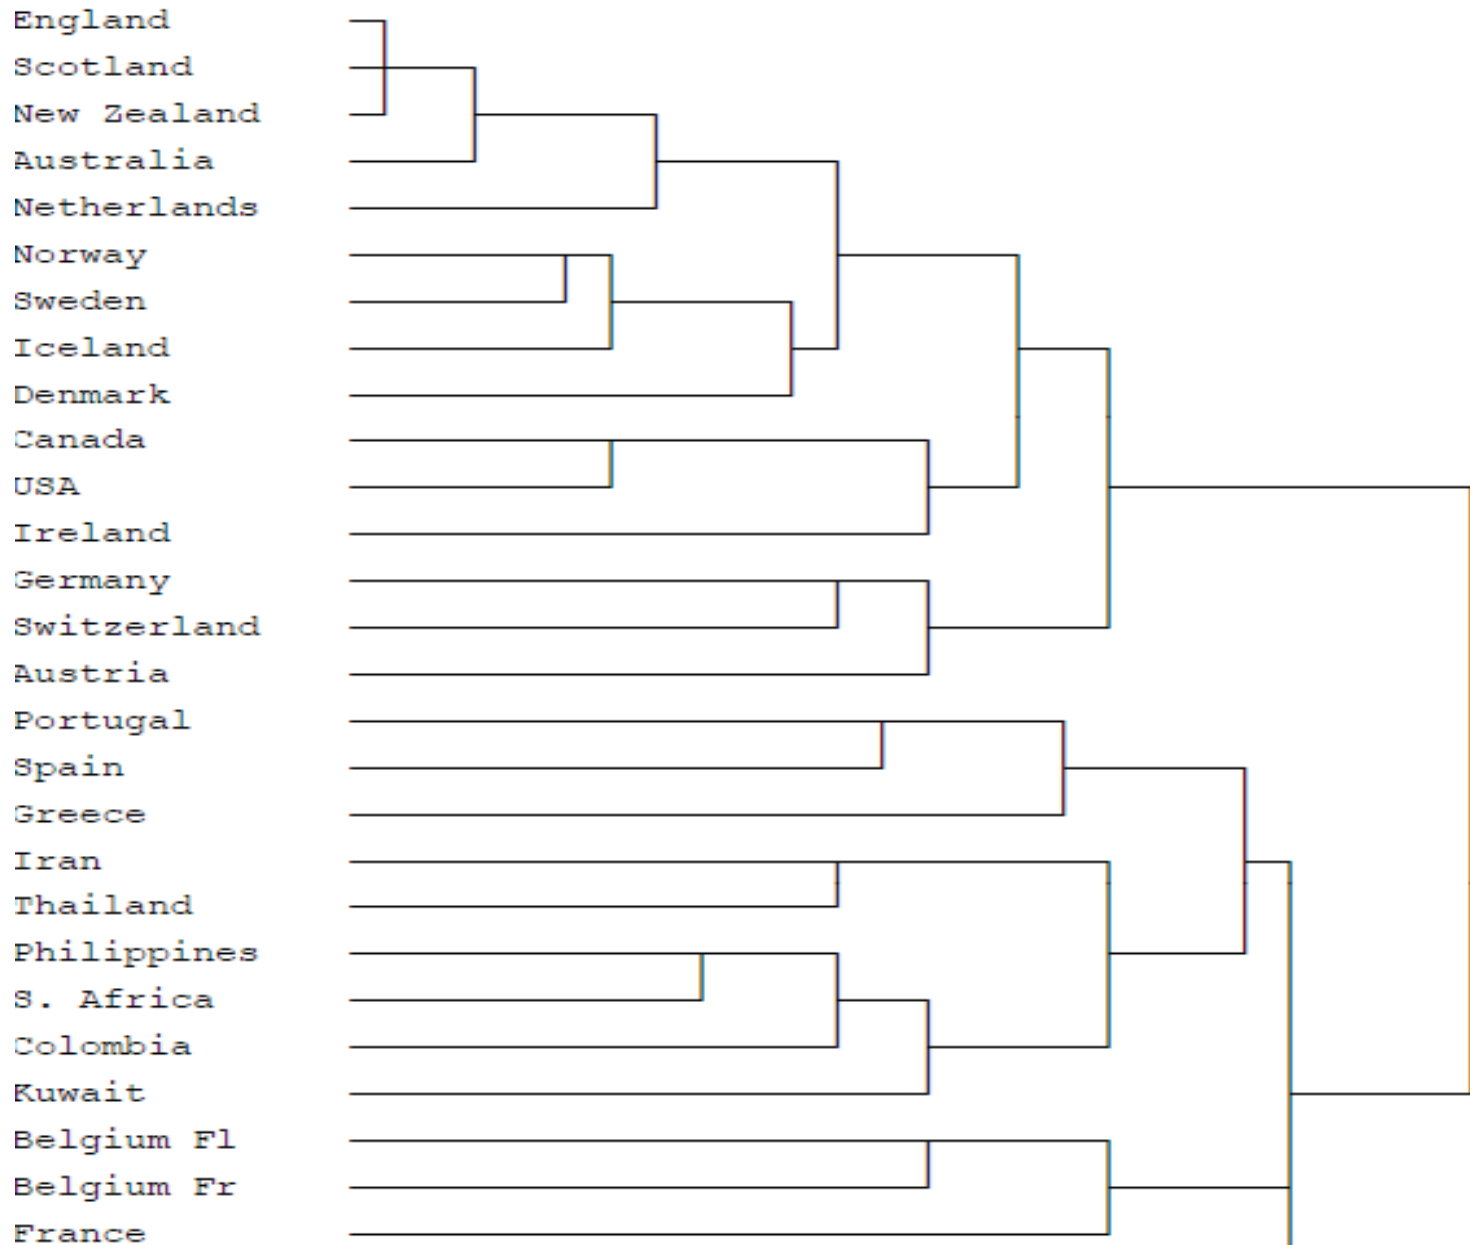 England
Scotland
New Zealand
Australia
Netherlands
Norway
Sweden
Iceland
Denmark
Canada
USA
Ireland
Germany
Switzerland
Austria
Portugal
Spain
Greece
Iran
Thailand
Philippines
S. Africa
Colombia
Kuwait
Belgium Fl
Belgium Fr
France